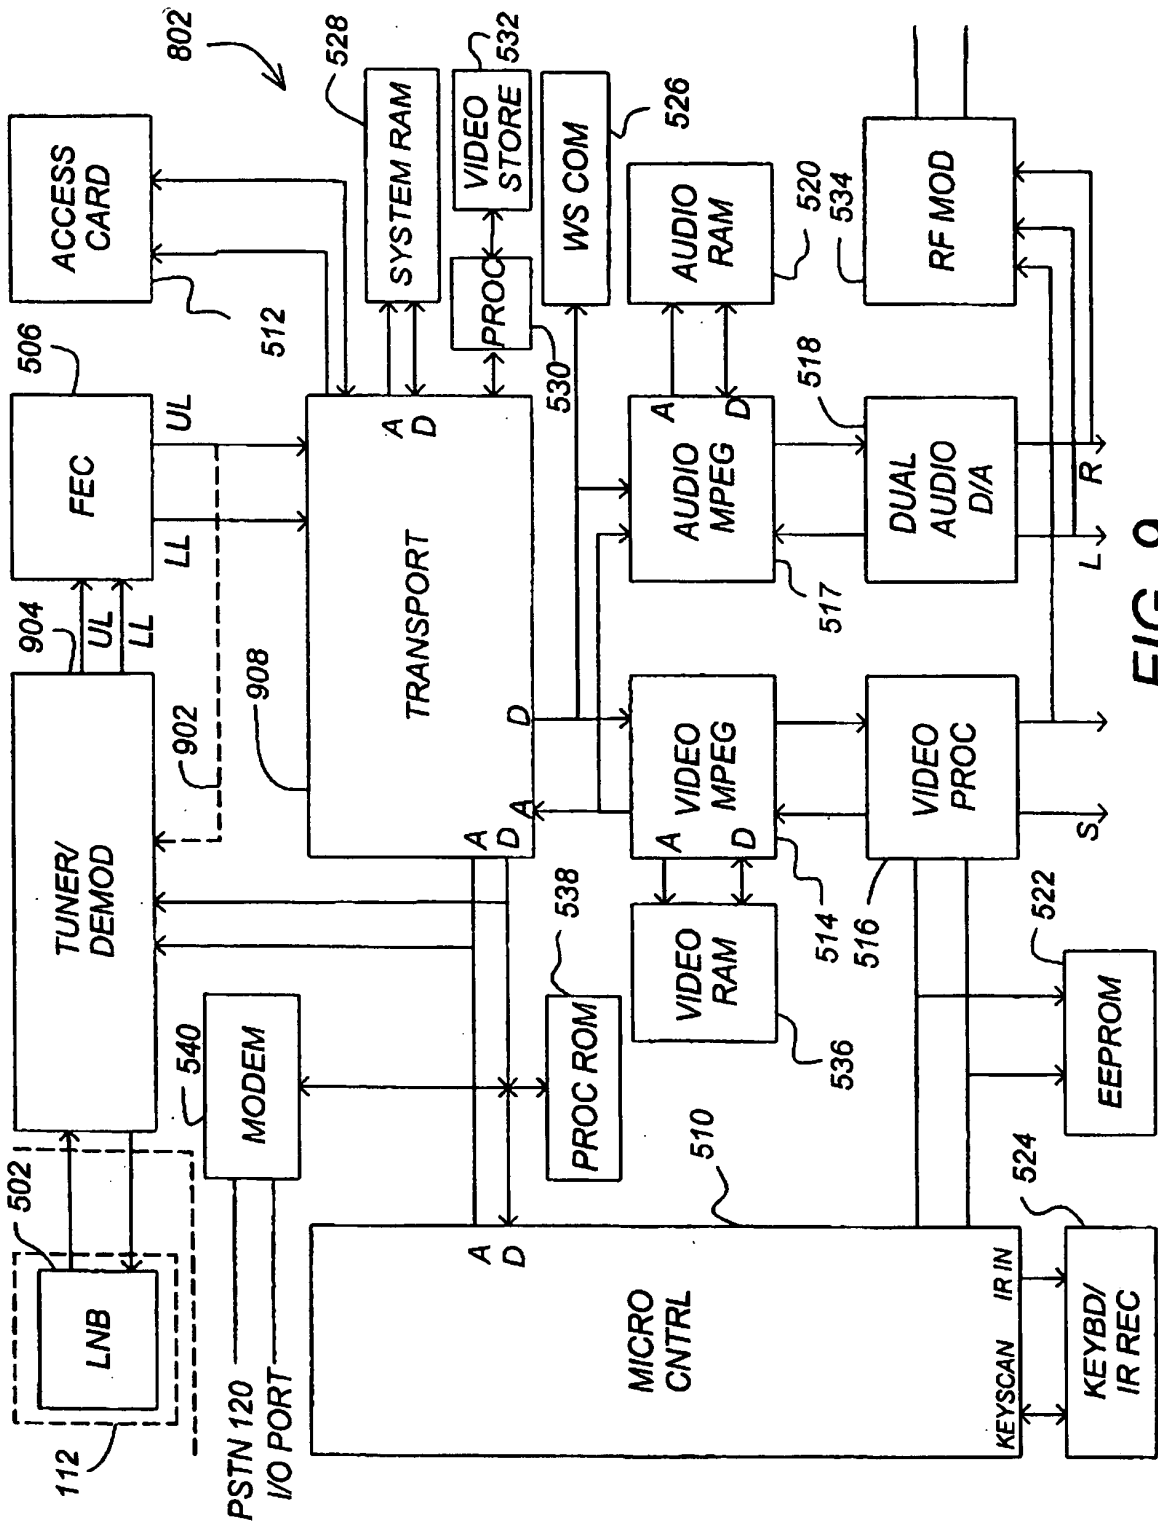 802
112
502
LNB
TUNER/
DEMOD
904
UL
LL
FEC
506
ACCESS
CARD
512
902
LL
UL
PSTN 120
I/O PORT
MODEM
540
908
TRANSPORT
A
D
A
D
A
D
SYSTEM RAM
528
PROC
530
VIDEO
STORE
532
WS COM
526
PROC ROM
538
MICRO
CNTRL
510
A
D
KEYSCAN
IR IN
VIDEO
RAM
536
VIDEO
MPEG
A
D
514
AUDIO
MPEG
A
D
517
AUDIO
RAM
520
VIDEO
PROC
516
DUAL
AUDIO
D/A
518
RF MOD
534
KEYBD/
IR REC
524
EEPROM
522
S
L
R